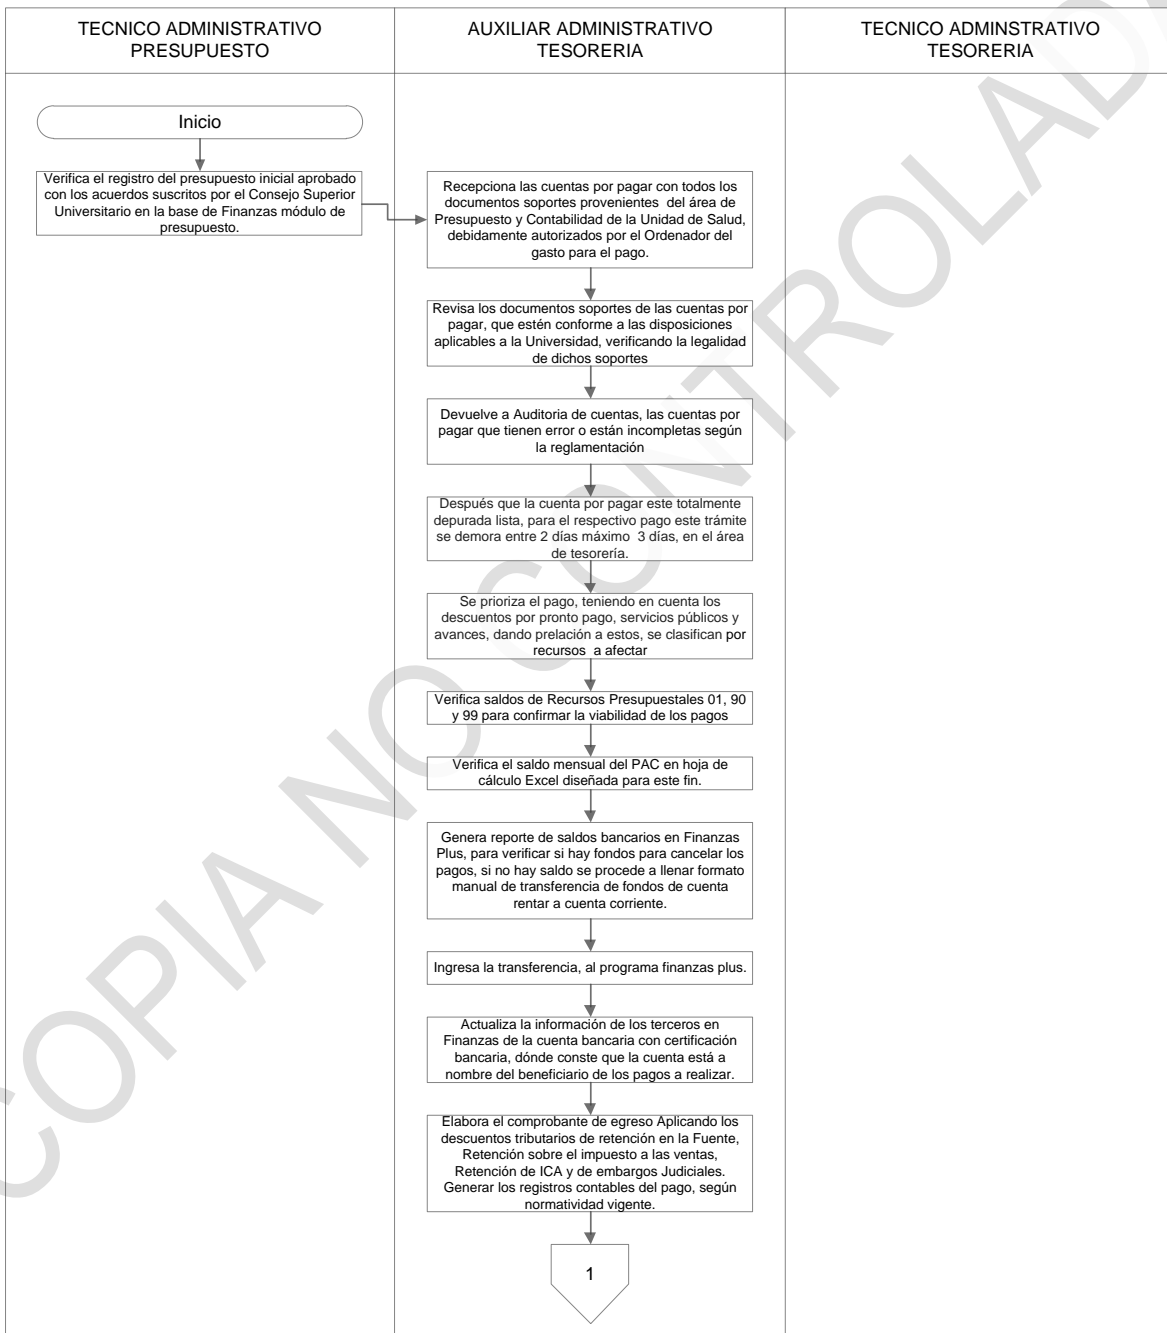 TECNICO ADMINISTRATIVO
PRESUPUESTO
AUXILIAR ADMINISTRATIVO
TESORERIA
TECNICO ADMINSTRATIVO
TESORERIA
Inicio
Verifica el registro del presupuesto inicial aprobado
con los acuerdos suscritos por el Consejo Superior
Universitario en la base de Finanzas módulo de
presupuesto.
Recepciona las cuentas por pagar con todos los
documentos soportes provenientes del área de
Presupuesto y Contabilidad de la Unidad de Salud,
debidamente autorizados por el Ordenador del
gasto para el pago.
Revisa los documentos soportes de las cuentas por
pagar, que estén conforme a las disposiciones
aplicables a la Universidad, verificando la legalidad
de dichos soportes
Devuelve a Auditoria de cuentas, las cuentas por
pagar que tienen error o están incompletas según
la reglamentación
Después que la cuenta por pagar este totalmente
depurada lista, para el respectivo pago este trámite
se demora entre 2 días máximo 3 días, en el área
de tesorería.
Se prioriza el pago, teniendo en cuenta los
descuentos por pronto pago, servicios públicos y
avances, dando prelación a estos, se clasifican por
recursos a afectar
Verifica saldos de Recursos Presupuestales 01, 90
y 99 para confirmar la viabilidad de los pagos
Verifica el saldo mensual del PAC en hoja de
cálculo Excel diseñada para este fin.
Genera reporte de saldos bancarios en Finanzas
Plus, para verificar si hay fondos para cancelar los
pagos, si no hay saldo se procede a llenar formato
manual de transferencia de fondos de cuenta
rentar a cuenta corriente.
Ingresa la transferencia, al programa finanzas plus.
Actualiza la información de los terceros en
Finanzas de la cuenta bancaria con certificación
bancaria, dónde conste que la cuenta está a
nombre del beneficiario de los pagos a realizar.
Elabora el comprobante de egreso Aplicando los
descuentos tributarios de retención en la Fuente,
Retención sobre el impuesto a las ventas,
Retención de ICA y de embargos Judiciales.
Generar los registros contables del pago, según
normatividad vigente.
1
COPIA NO CONTROLADA